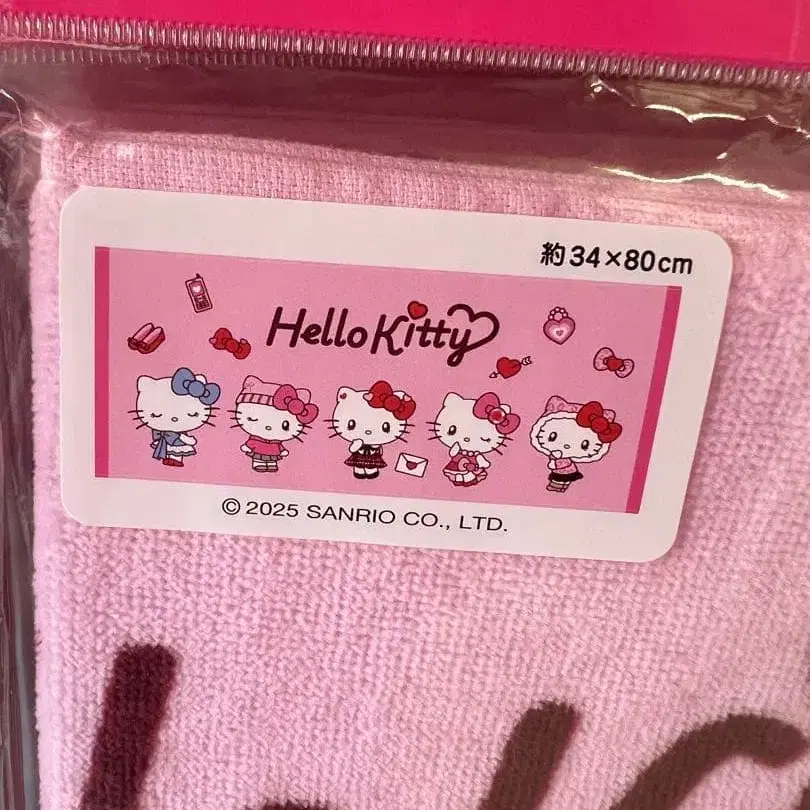 約34×80cm
Hello Kitty
© 2025 SANRIO CO., LTD.